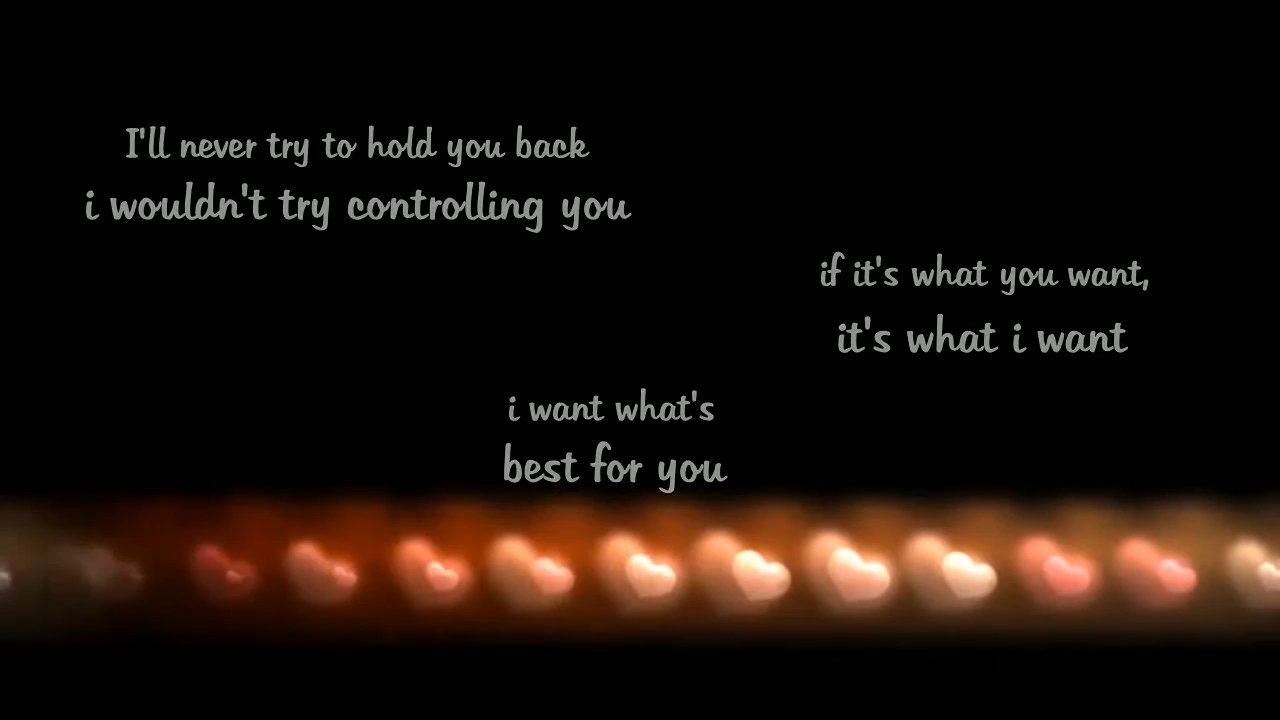 I'll never try to hold you back
i wouldn't try controlling you
if it's what you want,
it's what i want
i want what's
best for you